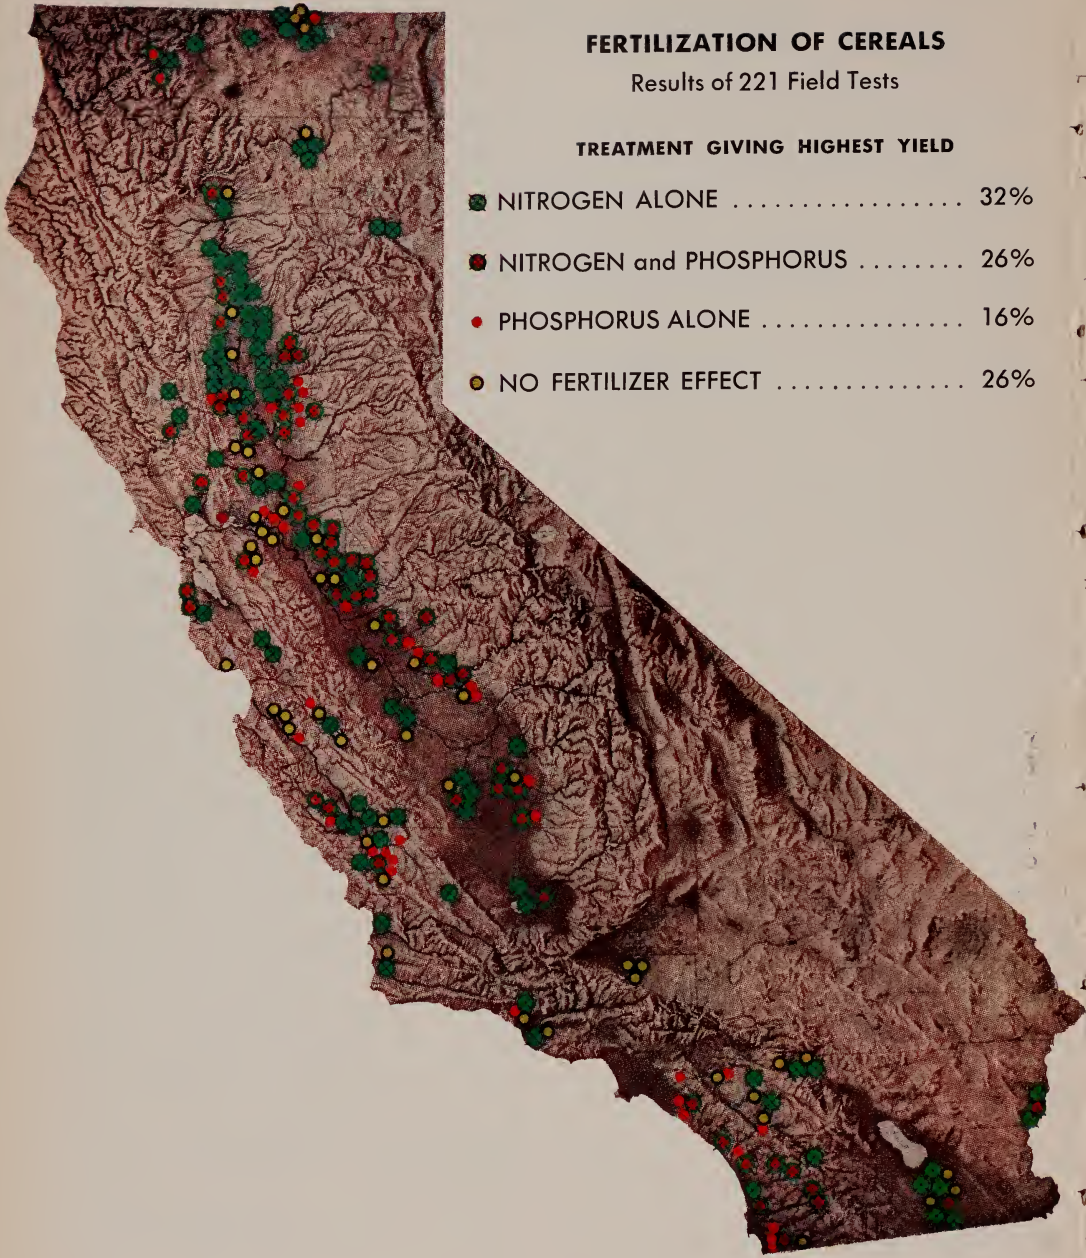 FERTILIZATION OF CEREALS
Results of 221 Field Tests
TREATMENT GIVING HIGHEST YIELD
NITROGEN ALONE ................. 32%
NITROGEN and PHOSPHORUS ........ 26%
PHOSPHORUS ALONE ............... 16%
NO FERTILIZER EFFECT .............. 26%